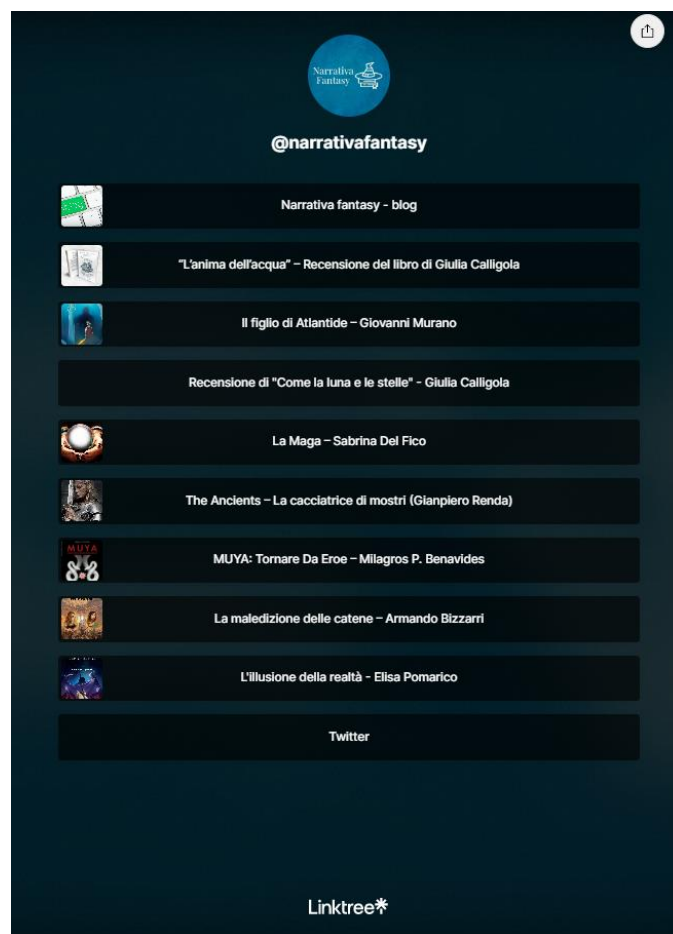 Narrativa
Fantasy
@narrativafantasy
Narrativa fantasy - blog
“L’anima dell’acqua” – Recensione del libro di Giulia Calligola
Il figlio di Atlantide – Giovanni Murano
Recensione di "Come la luna e le stelle" - Giulia Calligola
La Maga – Sabrina Del Fico
The Ancients – La cacciatrice di mostri (Gianpiero Renda)
MUYA
MUYA: Tornare Da Eroe – Milagros P. Benavides
La maledizione delle catene – Armando Bizzarri
L'illusione della realtà - Elisa Pomarico
Twitter
Linktree